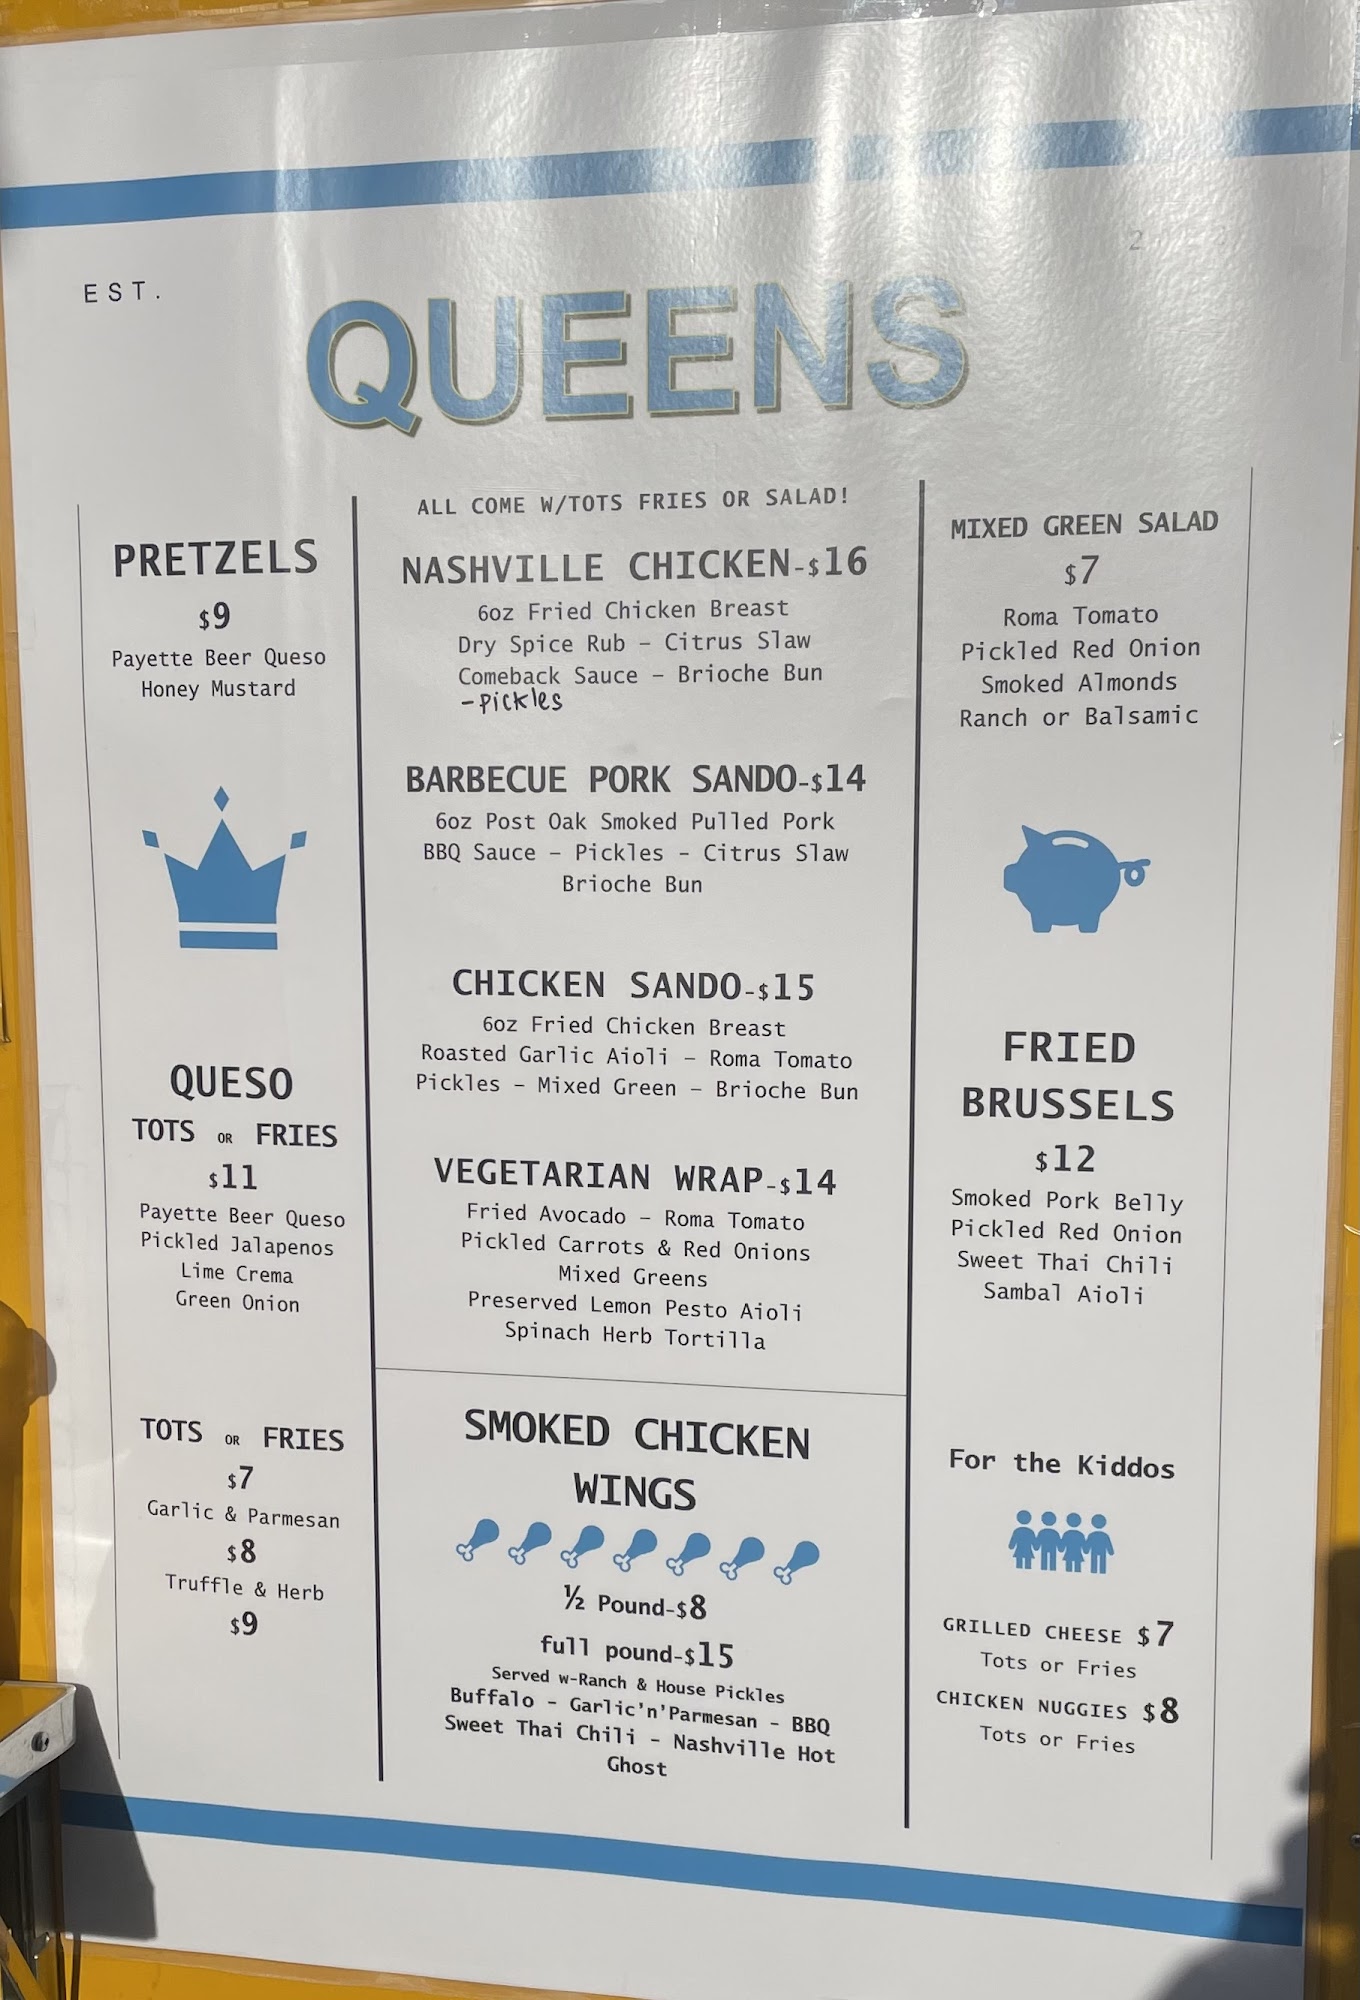 EST.
QUEENS
PRETZELS
$9
Payette Beer Queso
Honey Mustard
QUESO
TOTS OR FRIES
$11
Payette Beer Queso
Pickled Jalapenos
Lime Crema
Green Onion
TOTS OR FRIES
$7
Garlic & Parmesan
$8
Truffle & Herb
$9
ALL COME W/TOTS FRIES OR SALAD!
NASHVILLE CHICKEN-$16
6oz Fried Chicken Breast
Dry Spice Rub – Citrus Slaw
Comeback Sauce – Brioche Bun
-Pickles
BARBECUE PORK SANDO-$14
6oz Post Oak Smoked Pulled Pork
BBQ Sauce – Pickles – Citrus Slaw
Brioche Bun
CHICKEN SANDO-$15
6oz Fried Chicken Breast
Roasted Garlic Aioli – Roma Tomato
Pickles – Mixed Green – Brioche Bun
VEGETARIAN WRAP-$14
Fried Avocado – Roma Tomato
Pickled Carrots & Red Onions
Mixed Greens
Preserved Lemon Pesto Aioli
Spinach Herb Tortilla
SMOKED CHICKEN
WINGS
½ Pound-$8
full pound-$15
Served w-Ranch & House Pickles
Buffalo - Garlic'n'Parmesan - BBQ
Sweet Thai Chili - Nashville Hot
Ghost
MIXED GREEN SALAD
$7
Roma Tomato
Pickled Red Onion
Smoked Almonds
Ranch or Balsamic
FRIED
BRUSSELS
$12
Smoked Pork Belly
Pickled Red Onion
Sweet Thai Chili
Sambal Aioli
For the Kiddos
GRILLED CHEESE $7
Tots or Fries
CHICKEN NUGGIES $8
Tots or Fries